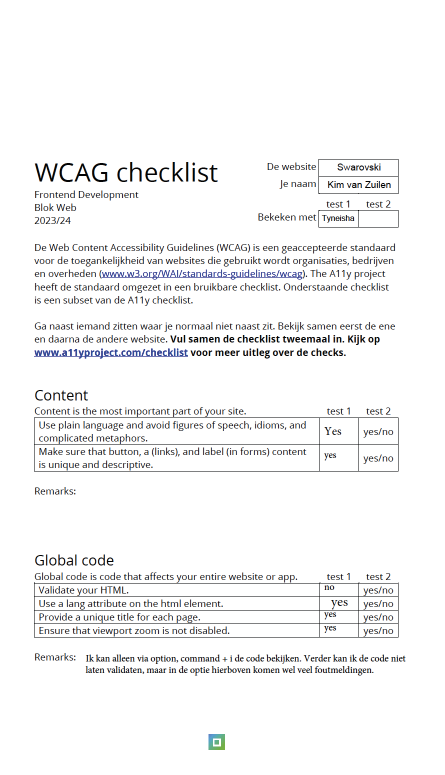 WCAG checklist
Frontend Development
Blok Web
2023/24
De website Swarovski
Je naam Kim van Zuilen
test 1 test 2
Bekeken met Tyneisha
De Web Content Accessibility Guidelines (WCAG) is een geaccepteerde standaard
voor de toegankelijkheid van websites die gebruikt wordt organisaties, bedrijven
en overheden (www.w3.org/WAI/standards-guidelines/wcag). The A11y project
heeft de standaard omgezet in een bruikbare checklist. Onderstaande checklist
is een subset van de A11y checklist.
Ga naast iemand zitten waar je normaal niet naast zit. Bekijk samen eerst de ene
en daarna de andere website. Vul samen de checklist tweemaal in. Kijk op
www.a11yproject.com/checklist voor meer uitleg over de checks.
Content
Content is the most important part of your site. test 1 test 2
Use plain language and avoid figures of speech, idioms, and
complicated metaphors. Yes yes/no
Make sure that button, a (links), and label (in forms) content
is unique and descriptive. yes yes/no
Remarks:
Global code
Global code is code that affects your entire website or app. test 1 test 2
Validate your HTML. no yes/no
Use a lang attribute on the html element. yes yes/no
Provide a unique title for each page. yes yes/no
Ensure that viewport zoom is not disabled. yes yes/no
Remarks: Ik kan alleen via option, command + i de code bekijken. Verder kan ik de code niet
laten validaten, maar in de optie hierboven komen wel veel foutmeldingen.